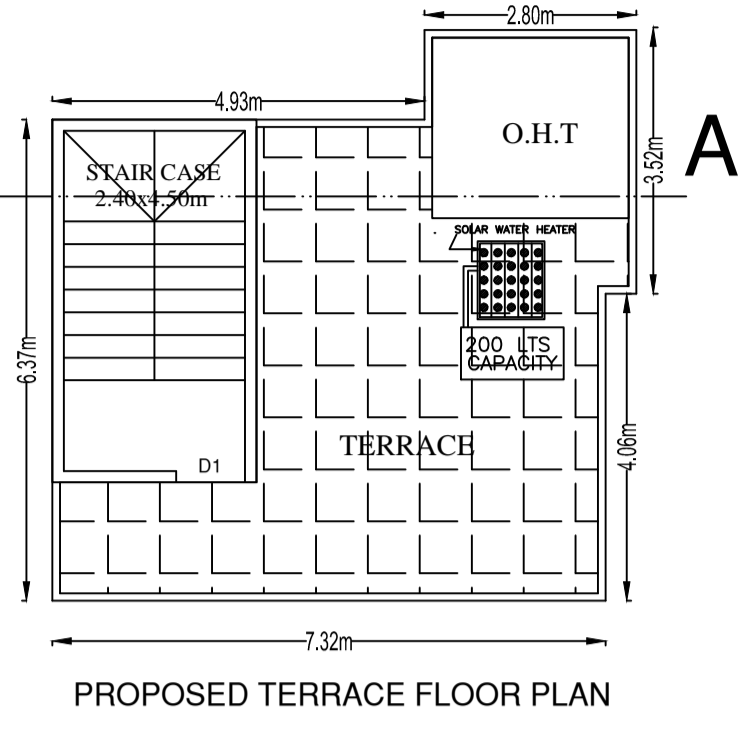 2.80m
4.93m
A
O.H.T
3.52m
STAIR CASE
2.40x4.50m
SOLAR WATER HEATER
200 LTS
CAPACITY
6.37m
TERRACE
4.06m
D1
7.32m
PROPOSED TERRACE FLOOR PLAN